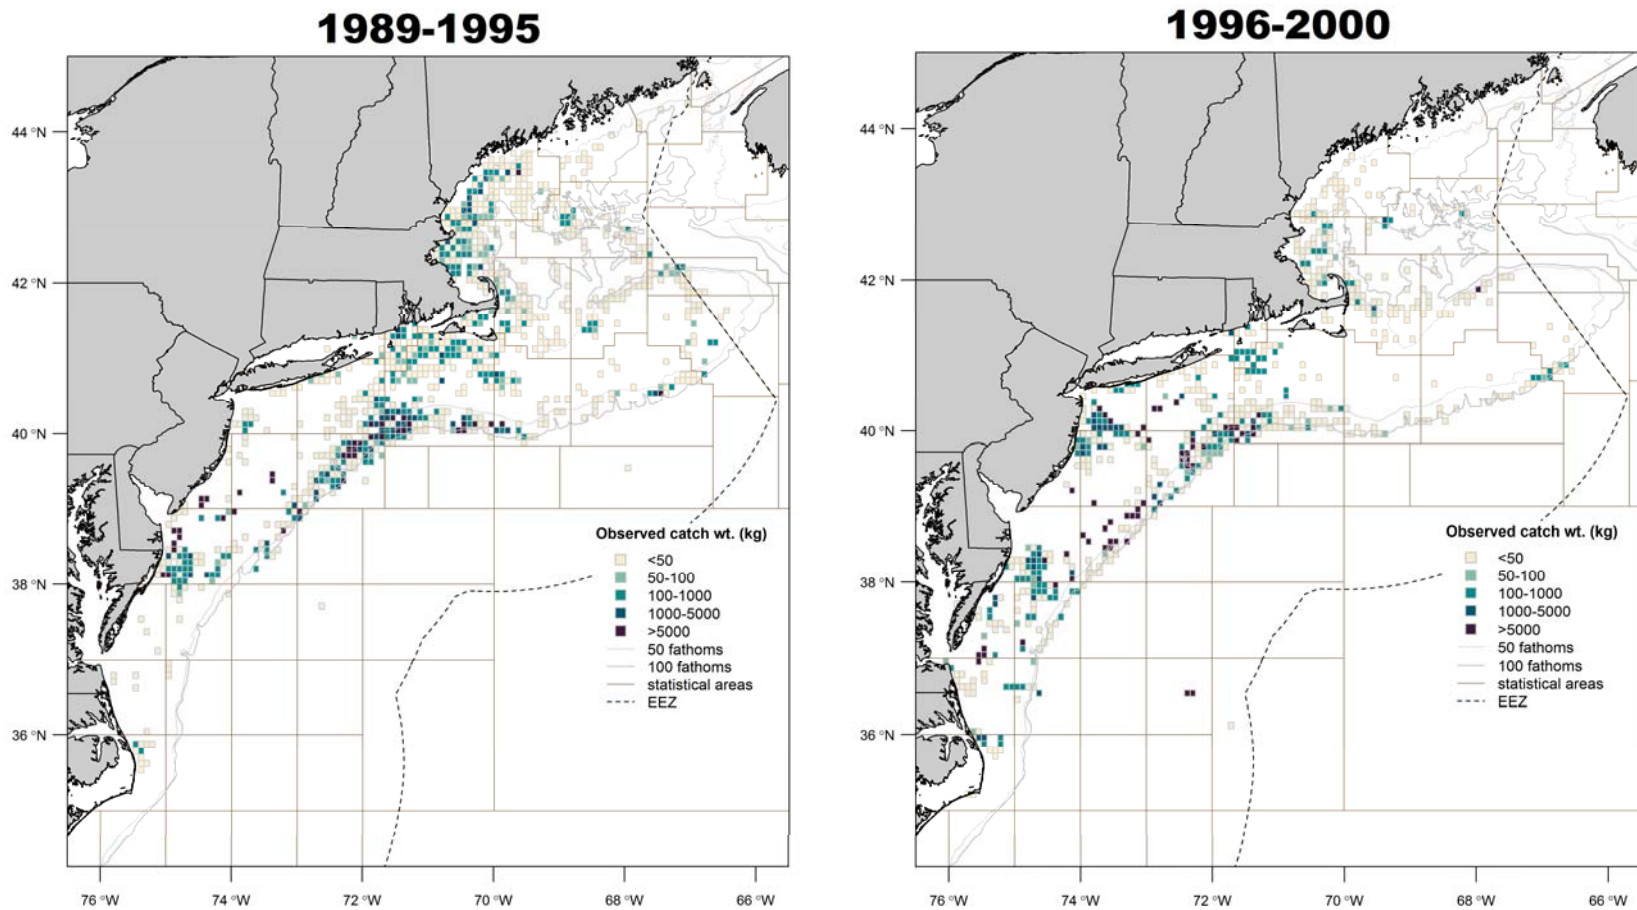 1989-1995
44 °N
42 °N
40 °N
38 °N
36 °N
Observed catch wt. (kg)
<50
50-100
100-1000
1000-5000
>5000
50 fathoms
100 fathoms
statistical areas
EEZ
76 °W
74 °W
72 °W
70 °W
68 °W
66 °W
1996-2000
44 °N
42 °N
40 °N
38 °N
36 °N
Observed catch wt. (kg)
<50
50-100
100-1000
1000-5000
>5000
50 fathoms
100 fathoms
statistical areas
EEZ
76 °W
74 °W
72 °W
70 °W
68 °W
66 °W